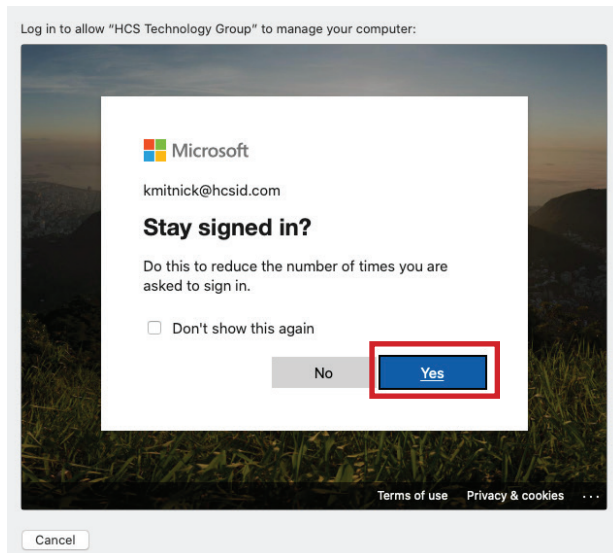 Log in to allow “HCS Technology Group” to manage your computer:
Microsoft
kmitnick@hcsid.com
Stay signed in?
Do this to reduce the number of times you are
asked to sign in.
Don't show this again
No
Yes
Terms of use
Privacy & cookies
...
Cancel